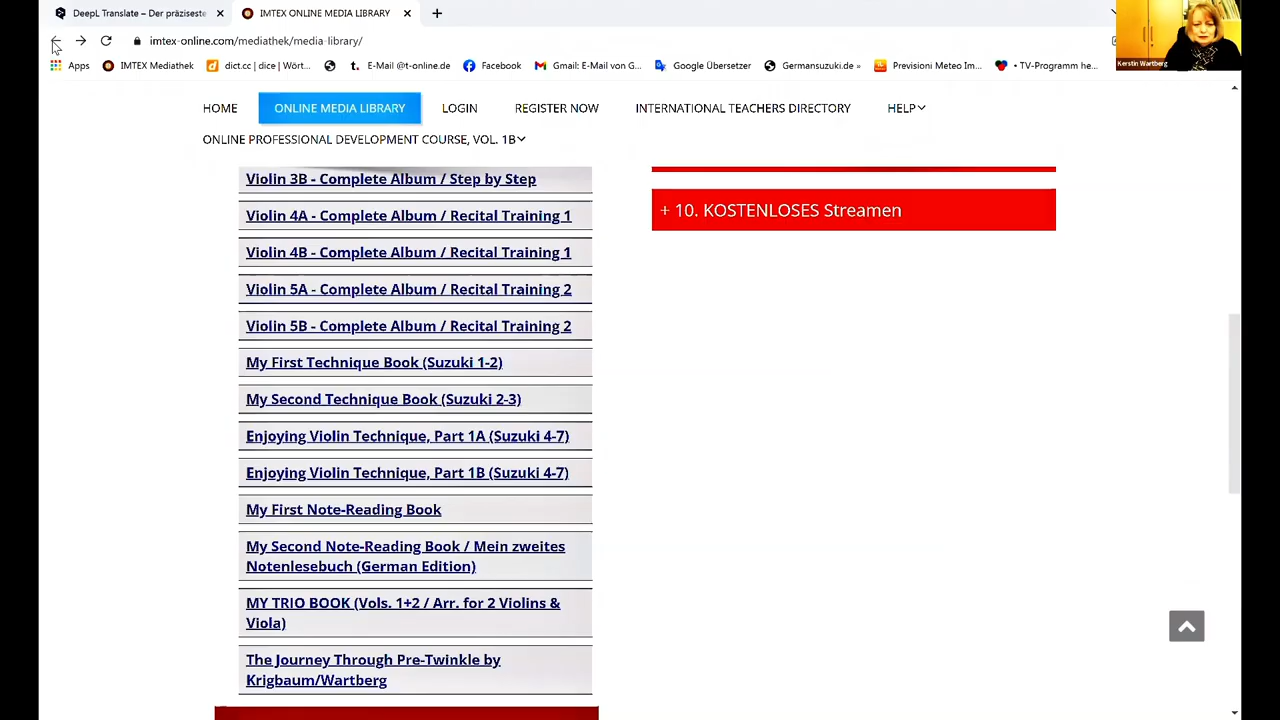 DeepL Translate – Der präziseste
IMTEX ONLINE MEDIA LIBRARY
imtex-online.com/mediathek/media-library/
Apps
IMTEX Mediathek
dict.cc | dice | Wört...
E-Mail @t-online.de
Facebook
Gmail: E-Mail von G...
Google Übersetzer
Germansuzuki.de »
Previsioni Meteo Im...
• TV-Programm he...
Kerstin Wartberg
HOME
ONLINE MEDIA LIBRARY
LOGIN
REGISTER NOW
INTERNATIONAL TEACHERS DIRECTORY
HELP
ONLINE PROFESSIONAL DEVELOPMENT COURSE, VOL. 1B
Violin 3B - Complete Album / Step by Step
Violin 4A - Complete Album / Recital Training 1
Violin 4B - Complete Album / Recital Training 1
Violin 5A - Complete Album / Recital Training 2
Violin 5B - Complete Album / Recital Training 2
My First Technique Book (Suzuki 1-2)
My Second Technique Book (Suzuki 2-3)
Enjoying Violin Technique, Part 1A (Suzuki 4-7)
Enjoying Violin Technique, Part 1B (Suzuki 4-7)
My First Note-Reading Book
My Second Note-Reading Book / Mein zweites
Notenlesebuch (German Edition)
MY TRIO BOOK (Vols. 1+2 / Arr. for 2 Violins &
Viola)
The Journey Through Pre-Twinkle by
Krigbaum/Wartberg
+ 10. KOSTENLOSES Streamen